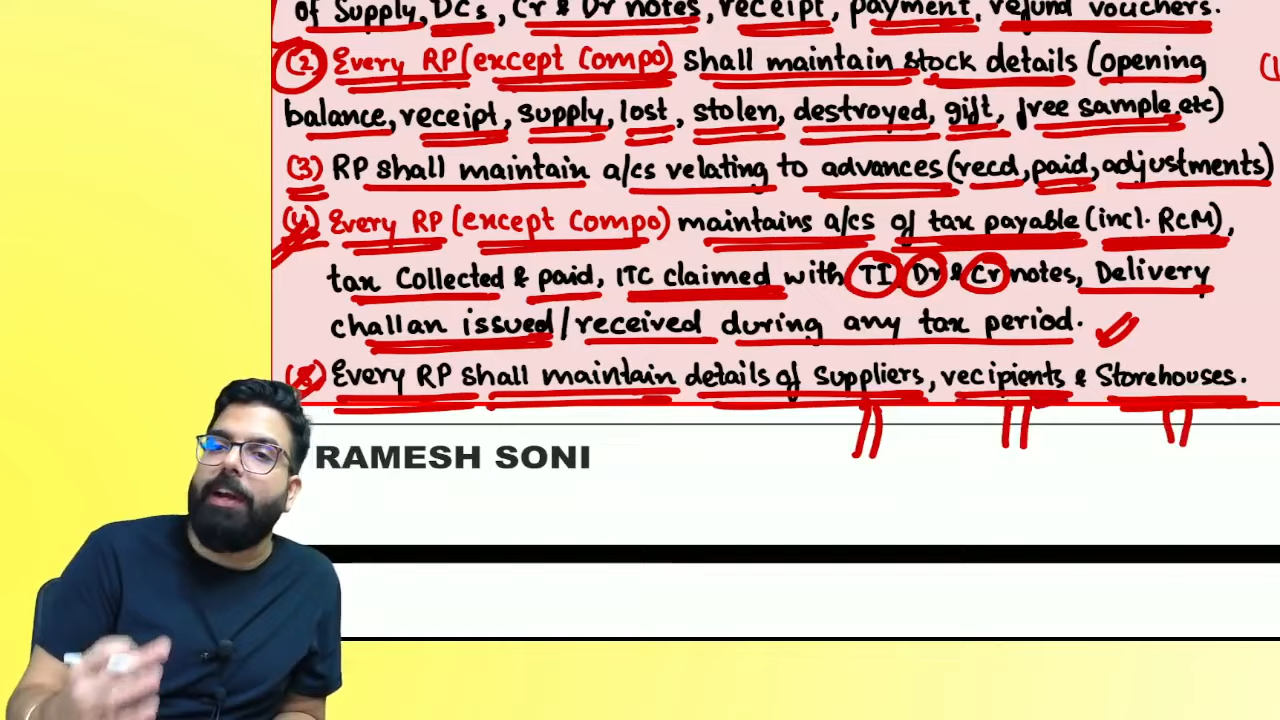 of Supply, DCs, Cr & Dr notes, receipt, payment, refund vouchers.
(2) Every RP (except Compo) shall maintain stock details (opening
balance, receipt, supply, lost, stolen, destroyed, gift, free sample etc)
(3) RP shall maintain a/cs relating to advances (recd, paid, adjustments)
(4) Every RP (except Compo) maintains a/cs of tax payable (incl. RCM),
tax Collected & paid, ITC claimed with TI, Dr & Cr notes, Delivery
challan issued/received during any tax period.
(5) Every RP shall maintain details of Suppliers, recipients & Storehouses.
RAMESH SONI